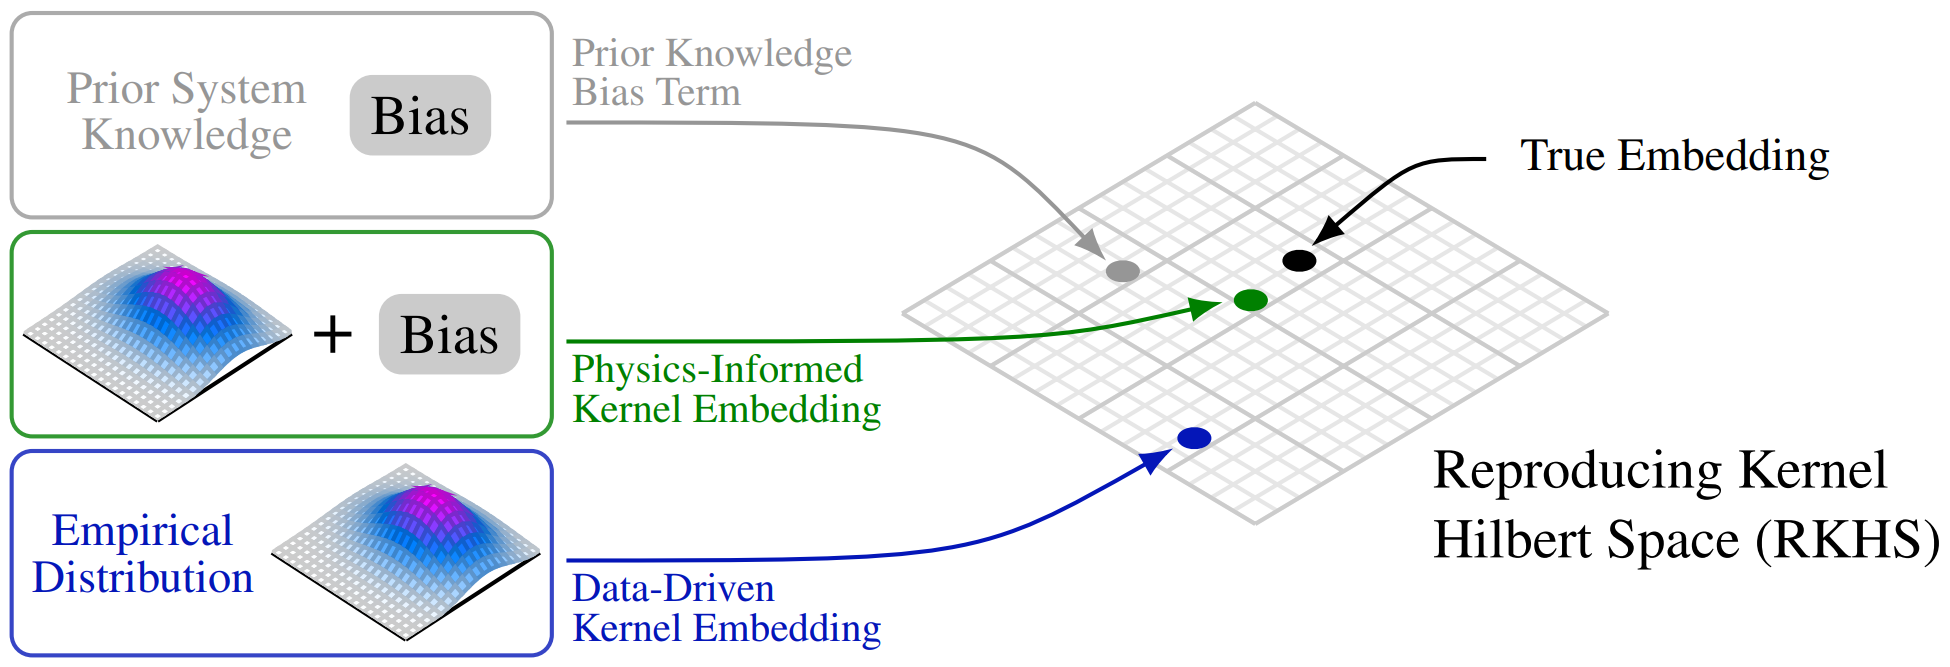 Prior System
Knowledge
Bias
Prior Knowledge
Bias Term
True Embedding
+
Bias
Physics-Informed
Kernel Embedding
Empirical
Distribution
Data-Driven
Kernel Embedding
Reproducing Kernel
Hilbert Space (RKHS)